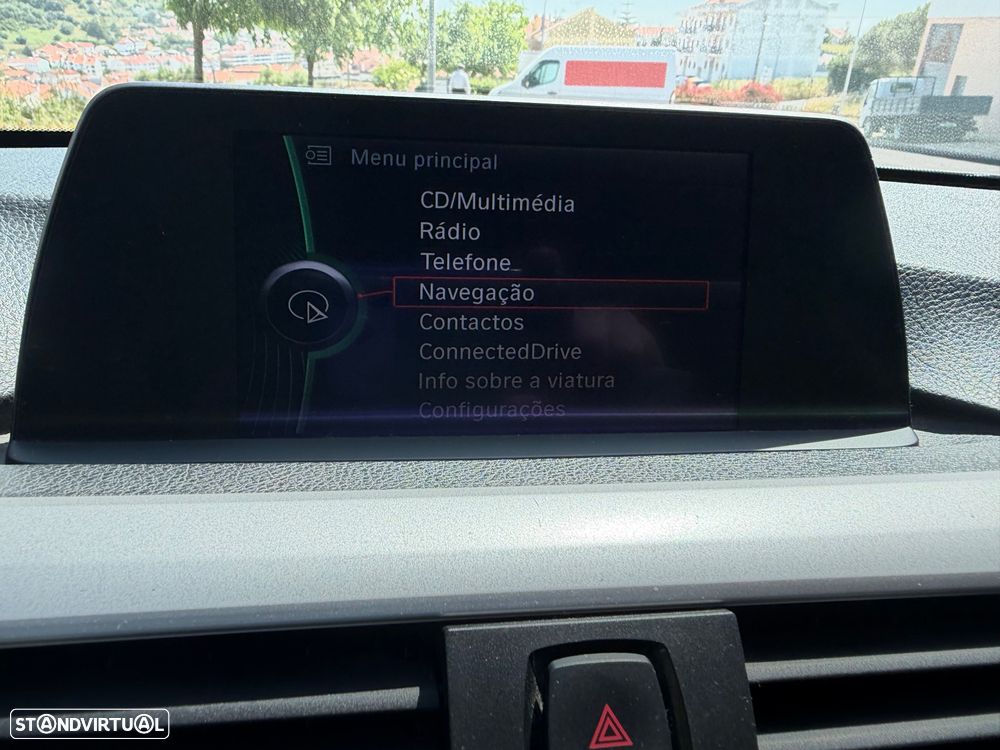 Menu principal
CD/Multimédia
Rádio
Telefone
Navegação
Contactos
ConnectedDrive
Info sobre a viatura
Configurações
STANDVIRTUAL